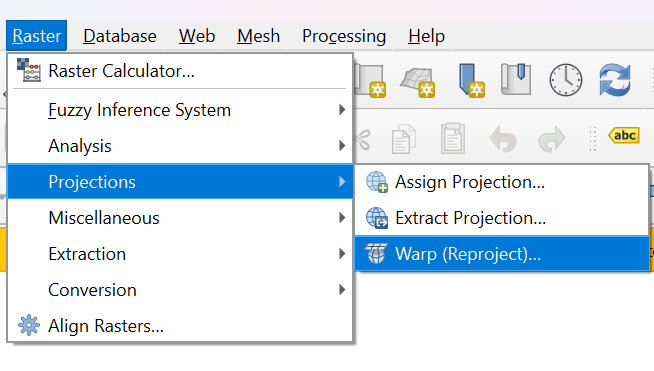 Raster Database Web Mesh Processing Help
Raster Calculator...
Fuzzy Inference System
Analysis
Projections
Assign Projection...
Miscellaneous
Extract Projection...
Extraction
Warp (Reproject)...
Conversion
Align Rasters...
abc